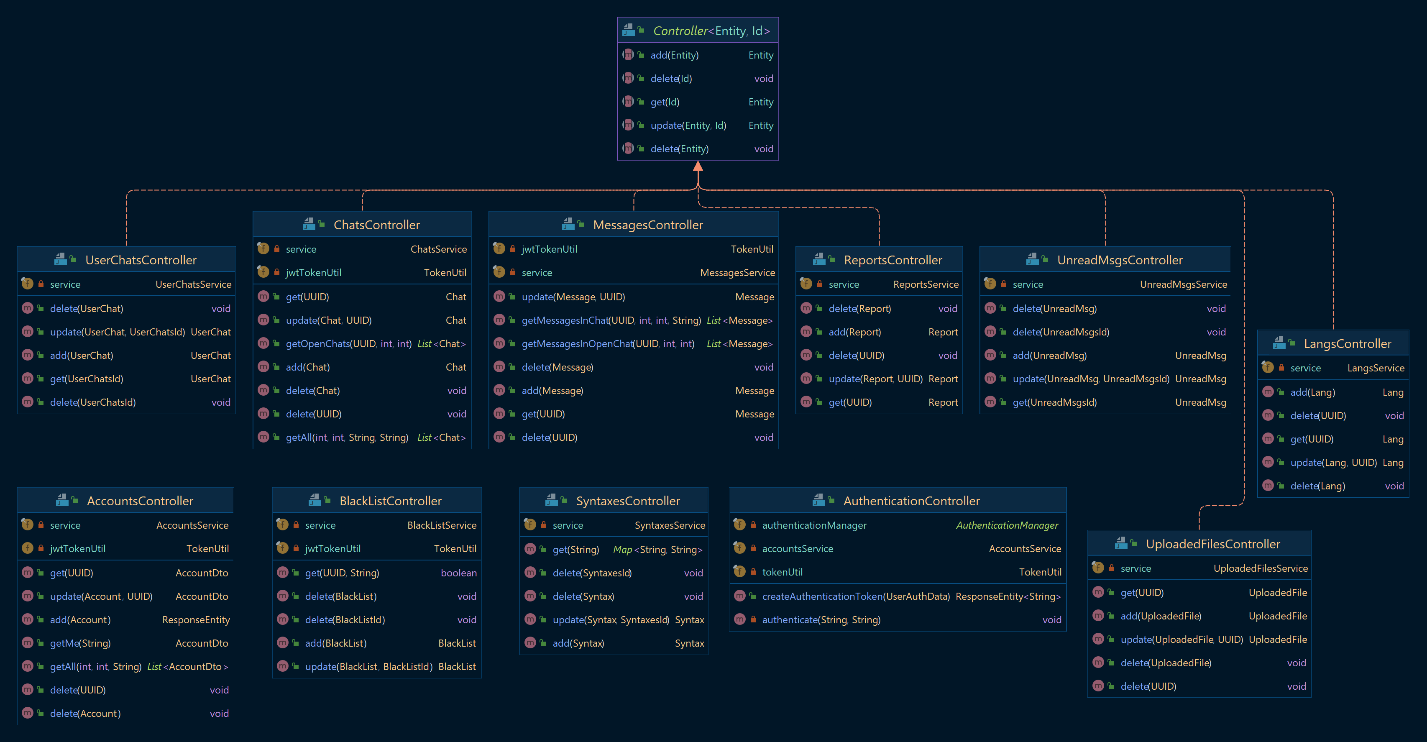 Controller<Entity, Id>
add(Entity) Entity
delete(Id) void
get(Id) Entity
update(Entity, Id) Entity
delete(Entity) void
UserChatsController
service UserChatsService
delete(UserChat) void
update(UserChat, UserChatsId) UserChat
add(UserChat) UserChat
get(UserChatsId) UserChat
delete(UserChatsId) void
ChatsController
service ChatsService
jwtTokenUtil TokenUtil
get(UUID) Chat
update(Chat, UUID) Chat
getOpenChats(UUID, int, int) List<Chat>
add(Chat) Chat
delete(Chat) void
delete(UUID) void
getAll(int, int, String, String) List<Chat>
MessagesController
jwtTokenUtil TokenUtil
service MessagesService
update(Message, UUID) Message
getMessagesInChat(UUID, int, int, String) List<Message>
getMessagesInOpenChat(UUID, int, int) List<Message>
delete(Message) void
add(Message) Message
get(UUID) Message
delete(UUID) void
ReportsController
service ReportsService
delete(Report) void
add(Report) Report
delete(UUID) void
update(Report, UUID) Report
get(UUID) Report
UnreadMsgsController
service UnreadMsgsService
delete(UnreadMsg) void
delete(UnreadMsgsId) void
add(UnreadMsg) UnreadMsg
update(UnreadMsg, UnreadMsgsId) UnreadMsg
get(UnreadMsgsId) UnreadMsg
LangsController
service LangsService
add(Lang) Lang
delete(UUID) void
get(UUID) Lang
update(Lang, UUID) Lang
delete(Lang) void
AccountsController
service AccountsService
jwtTokenUtil TokenUtil
get(UUID) AccountDto
update(Account, UUID) AccountDto
add(Account) ResponseEntity
getMe(String) AccountDto
getAll(int, int, String) List<AccountDto>
delete(UUID) void
delete(Account) void
BlackListController
service BlackListService
jwtTokenUtil TokenUtil
get(UUID, String) boolean
delete(BlackList) void
delete(BlackListId) void
add(BlackList) BlackList
update(BlackList, BlackListId) BlackList
SyntaxesController
service SyntaxesService
get(String) Map<String, String>
delete(SyntaxesId) void
delete(Syntax) void
update(Syntax, SyntaxesId) Syntax
add(Syntax) Syntax
AuthenticationController
authenticationManager AuthenticationManager
accountsService AccountsService
tokenUtil TokenUtil
createAuthenticationToken(UserAuthData) ResponseEntity<String>
authenticate(String, String) void
UploadedFilesController
service UploadedFilesService
get(UUID) UploadedFile
add(UploadedFile) UploadedFile
update(UploadedFile, UUID) UploadedFile
delete(UploadedFile) void
delete(UUID) void